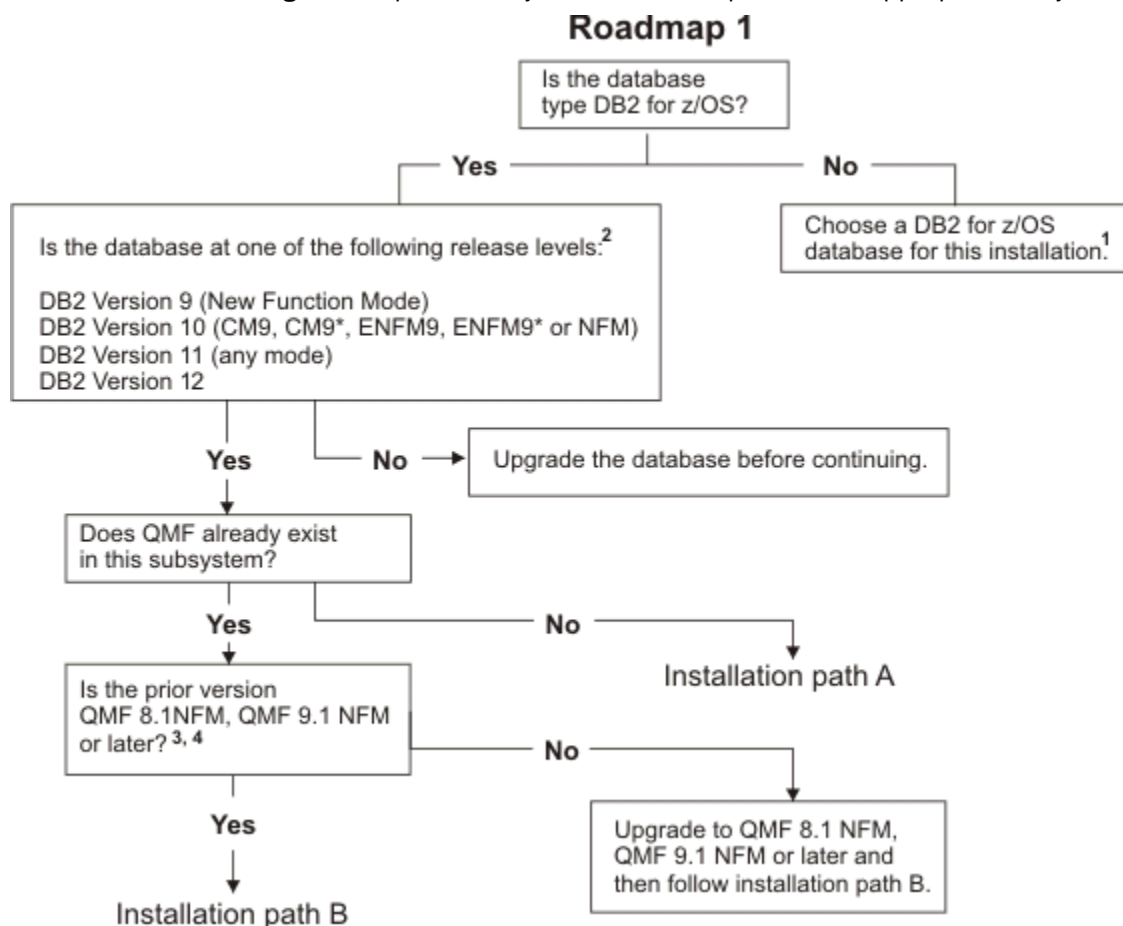 Roadmap 1
Is the database
type DB2 for z/OS?
Yes
No
Is the database at one of the following release levels:2
DB2 Version 9 (New Function Mode)
DB2 Version 10 (CM9, CM9*, ENFM9, ENFM9* or NFM)
DB2 Version 11 (any mode)
DB2 Version 12
Choose a DB2 for z/OS
database for this installation.1
Yes
No
Upgrade the database before continuing.
Does QMF already exist
in this subsystem?
Yes
No
Installation path A
Is the prior version
QMF 8.1NFM, QMF 9.1 NFM
or later? 3, 4
No
Yes
Upgrade to QMF 8.1 NFM,
QMF 9.1 NFM or later and
then follow installation path B.
Installation path B